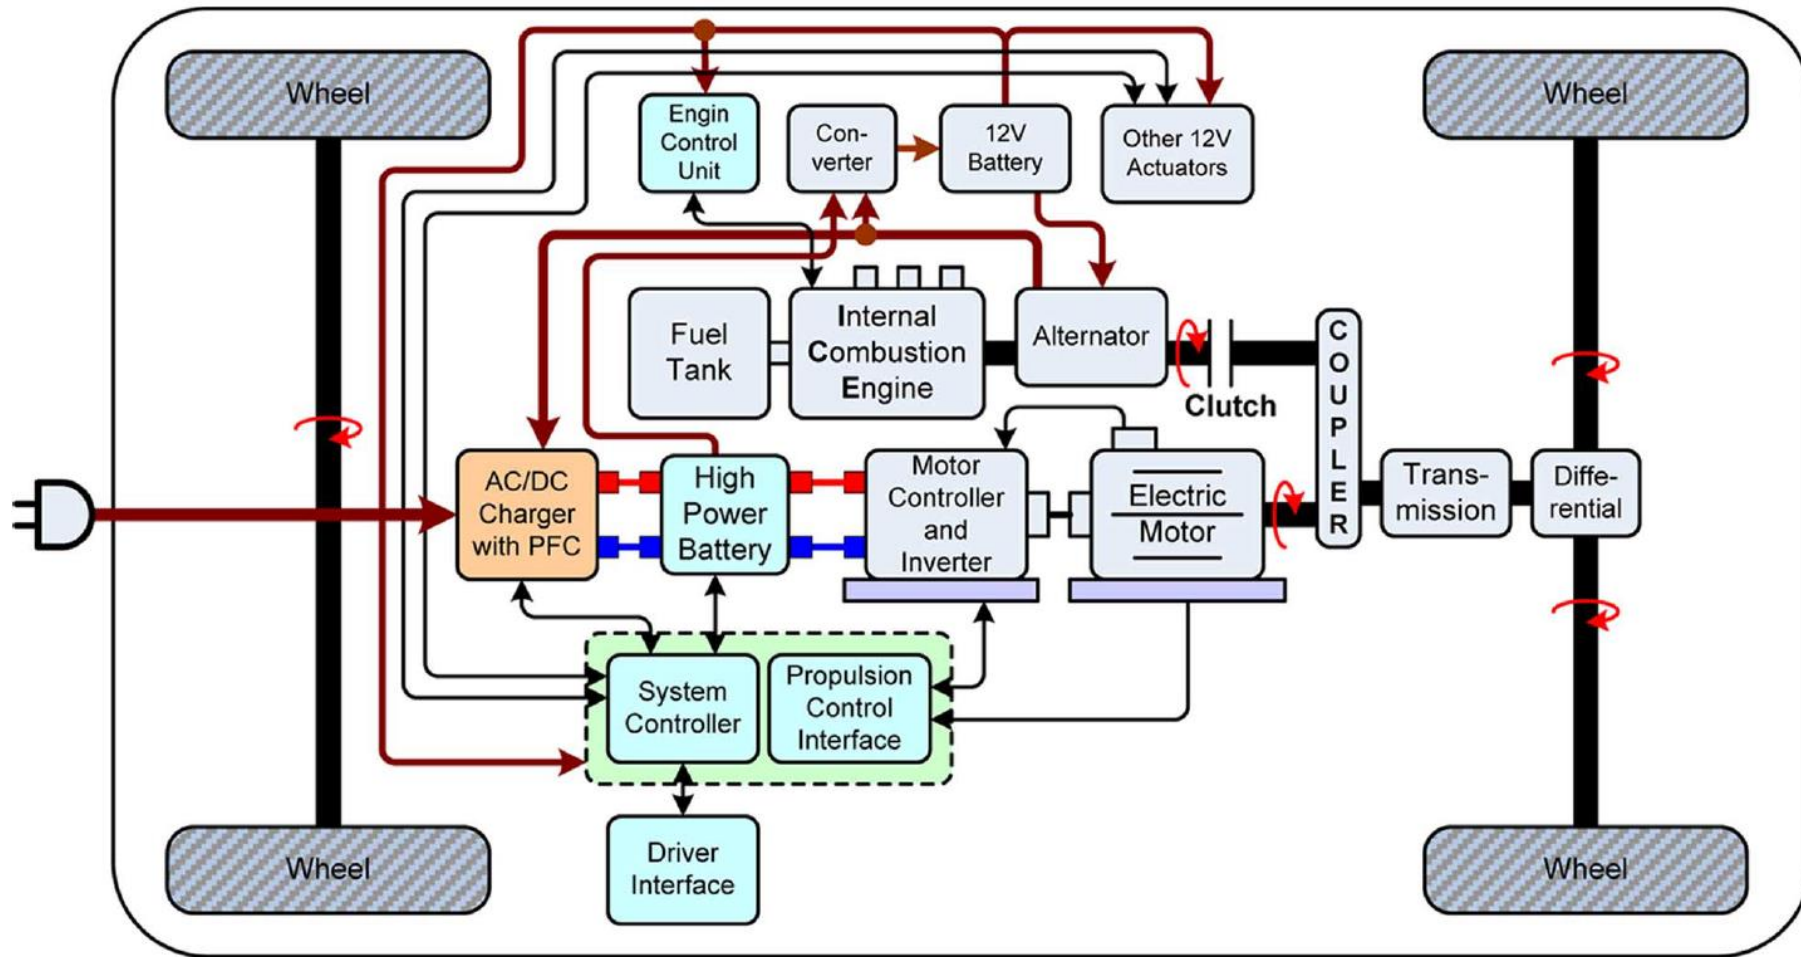 Wheel
Wheel
Engin
Control
Unit
Con-
verter
12V
Battery
Other 12V
Actuators
Fuel
Tank
Internal
Combustion
Engine
Alternator
Clutch
COUPLER
AC/DC
Charger
with PFC
High
Power
Battery
Motor
Controller
and
Inverter
Electric
Motor
Trans-
mission
Diffe-
rential
System
Controller
Propulsion
Control
Interface
Driver
Interface
Wheel
Wheel